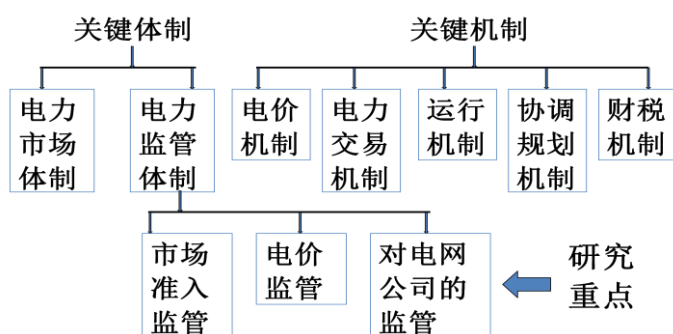 关键体制
关键机制
电力
市场
体制
电力
监管
体制
电价
机制
电力
交易
机制
运行
机制
协调
规划
机制
财税
机制
市场
准入
监管
电价
监管
对电网
公司的
监管
研究
重点